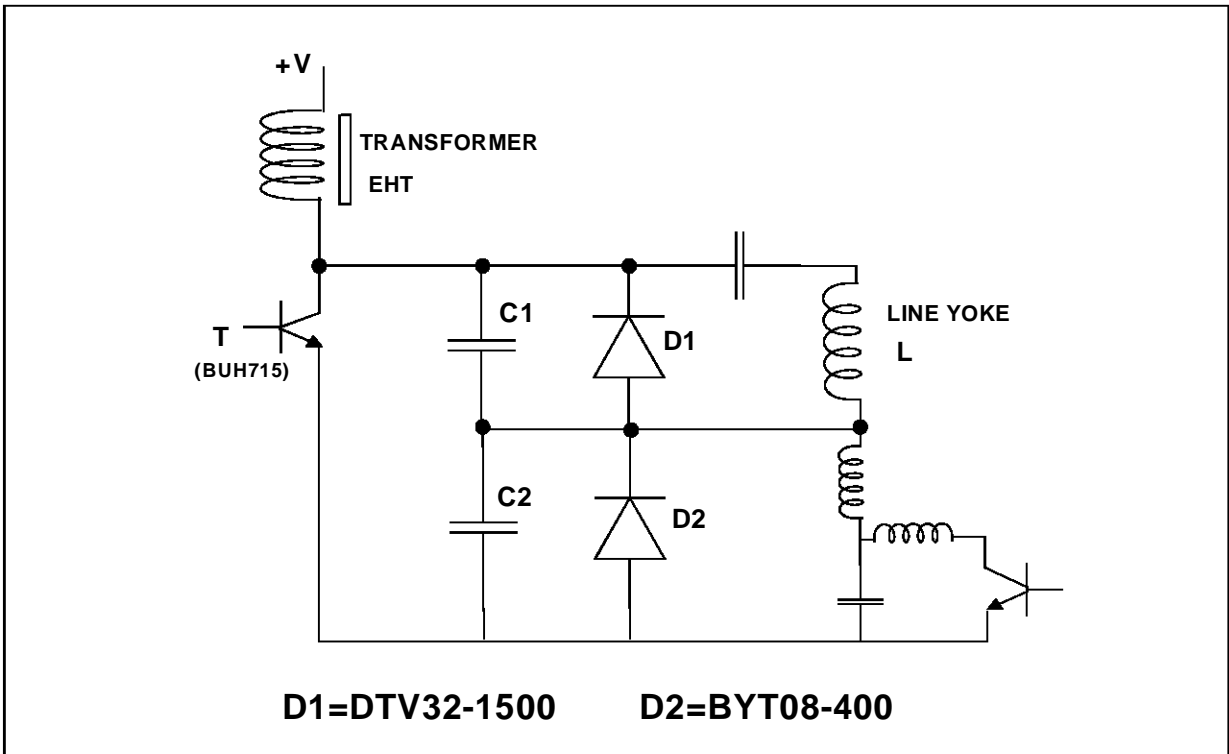 +V
TRANSFORMER
EHT
C1
D1
LINE YOKE
L
T
(BUH715)
C2
D2
D1=DTV32-1500 D2=BYT08-400